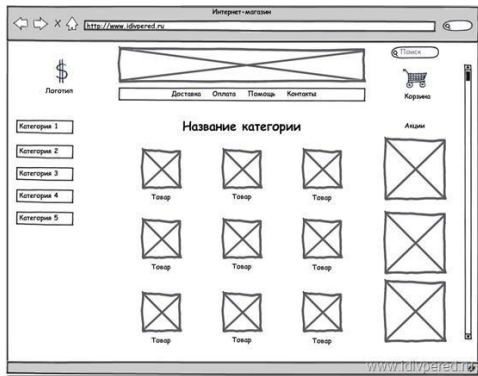 Интернет-магазин
http://www.idivpered.ru
Поиск
Логотип
Корзина
Доставка Оплата Помощь Контакты
Название категории
Акции
Категория 1
Категория 2
Категория 3
Категория 4
Категория 5
Товар Товар Товар
Товар Товар Товар
Товар Товар Товар
www.idivpered.ru